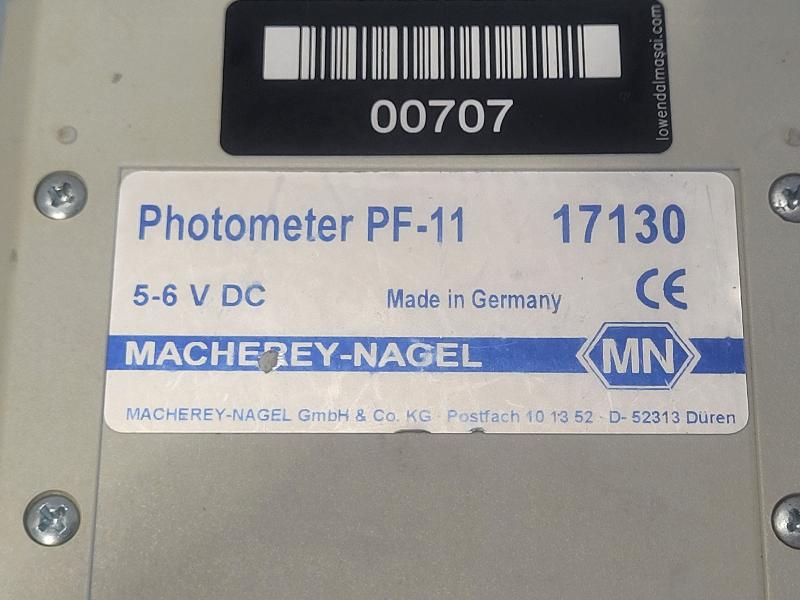 00707
lowendalmasai.com
Photometer PF-11 17130
5-6 V DC Made in Germany CE
MACHEREY-NAGEL MN
MACHEREY-NAGEL GmbH & Co. KG · Postfach 10 13 52 · D- 52313 Düren